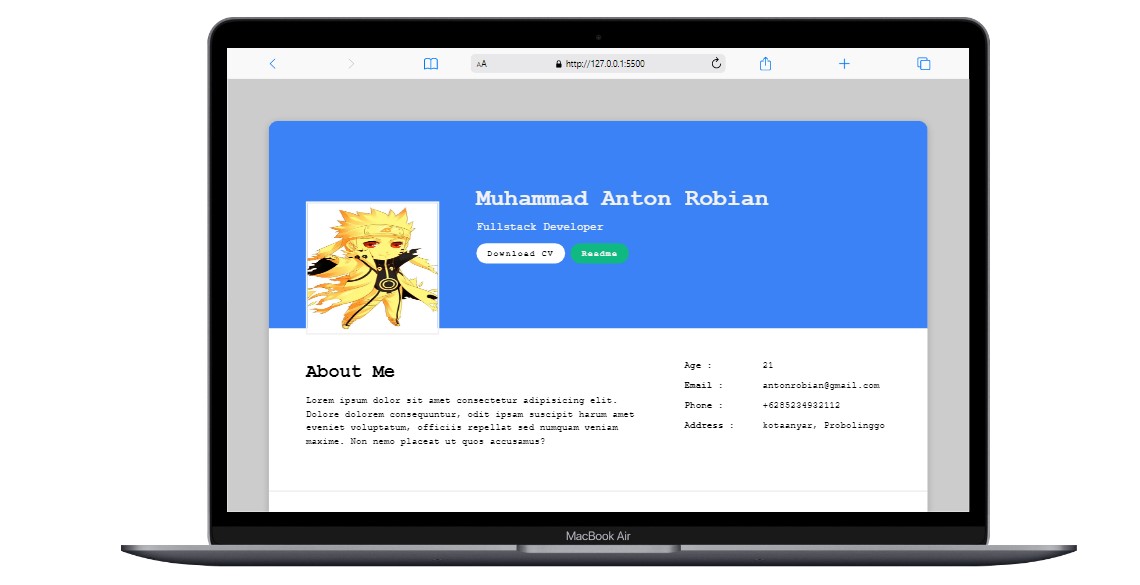 AA
http://127.0.0.1:5500
Muhammad Anton Robian
Fullstack Developer
Download CV
Readme
About Me
Lorem ipsum dolor sit amet consectetur adipisicing elit.
Dolore dolorem consequuntur, odit ipsam suscipit harum amet
eveniet voluptatum, officiis repellat sed numquam veniam
maxime. Non nemo placeat ut quos accusamus?
Age : 21
Email : antonrobian@gmail.com
Phone : +6285234932112
Address : kotaanyar, Probolinggo
MacBook Air